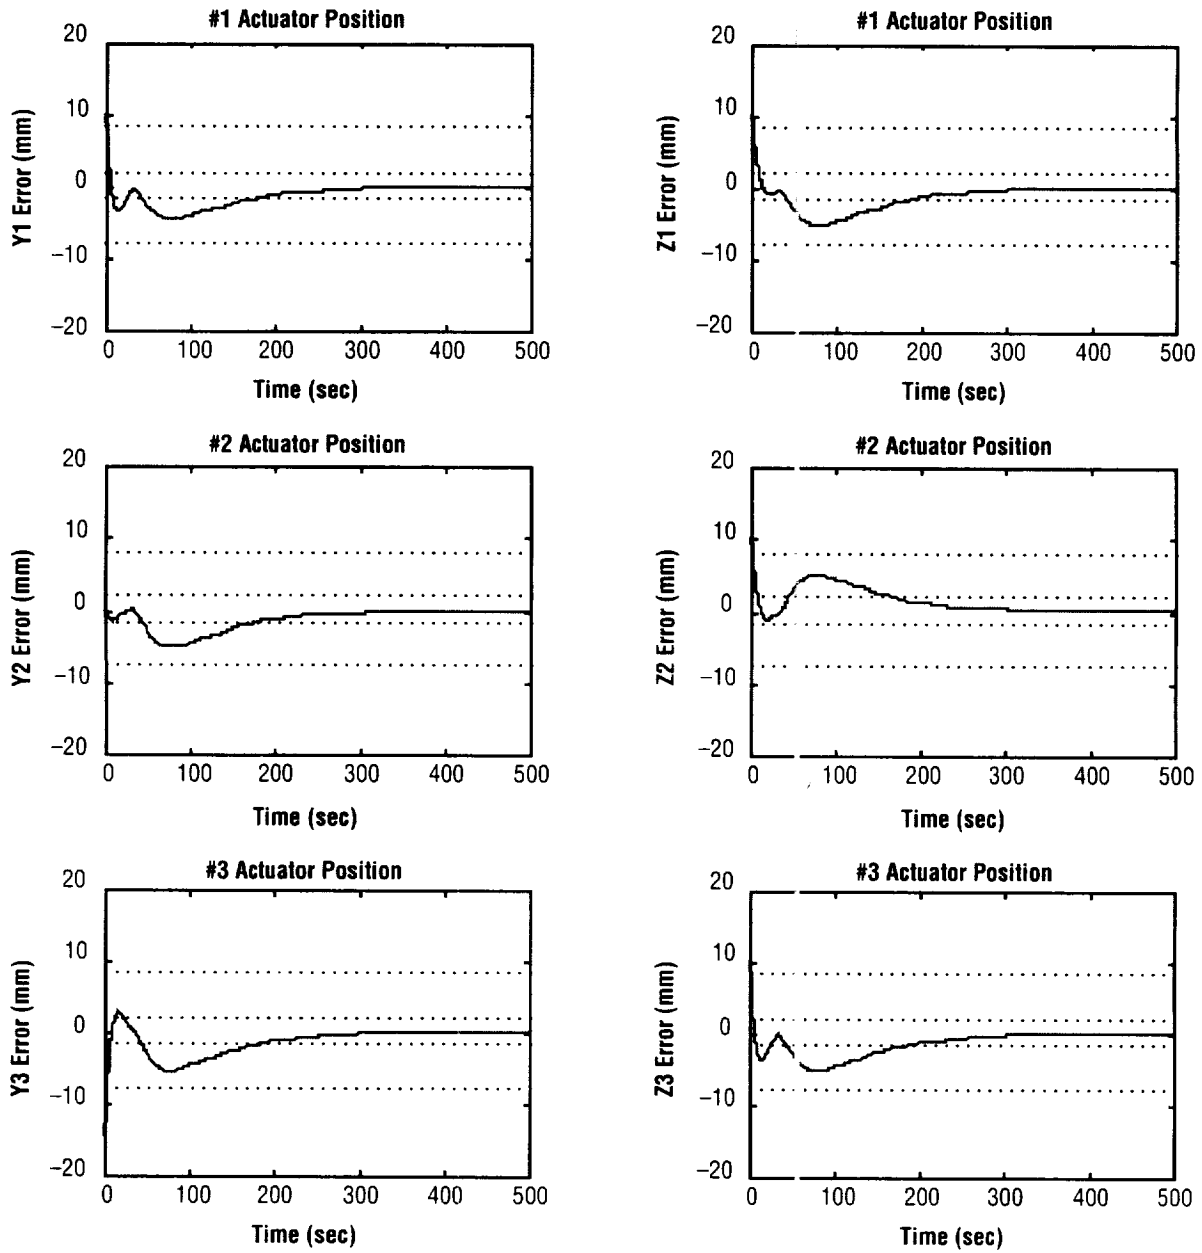 #1 Actuator Position
20
10
0
−10
−20
Y1 Error (mm)
0 100 200 300 400 500
Time (sec)
#1 Actuator Position
20
10
0
−10
−20
Z1 Error (mm)
0 100 200 300 400 500
Time (sec)
#2 Actuator Position
20
10
0
−10
−20
Y2 Error (mm)
0 100 200 300 400 500
Time (sec)
#2 Actuator Position
20
10
0
−10
−20
Z2 Error (mm)
0 100 200 300 400 500
Time (sec)
#3 Actuator Position
20
10
0
−10
−20
Y3 Error (mm)
0 100 200 300 400 500
Time (sec)
#3 Actuator Position
20
10
0
−10
−20
Z3 Error (mm)
0 100 200 300 400 500
Time (sec)